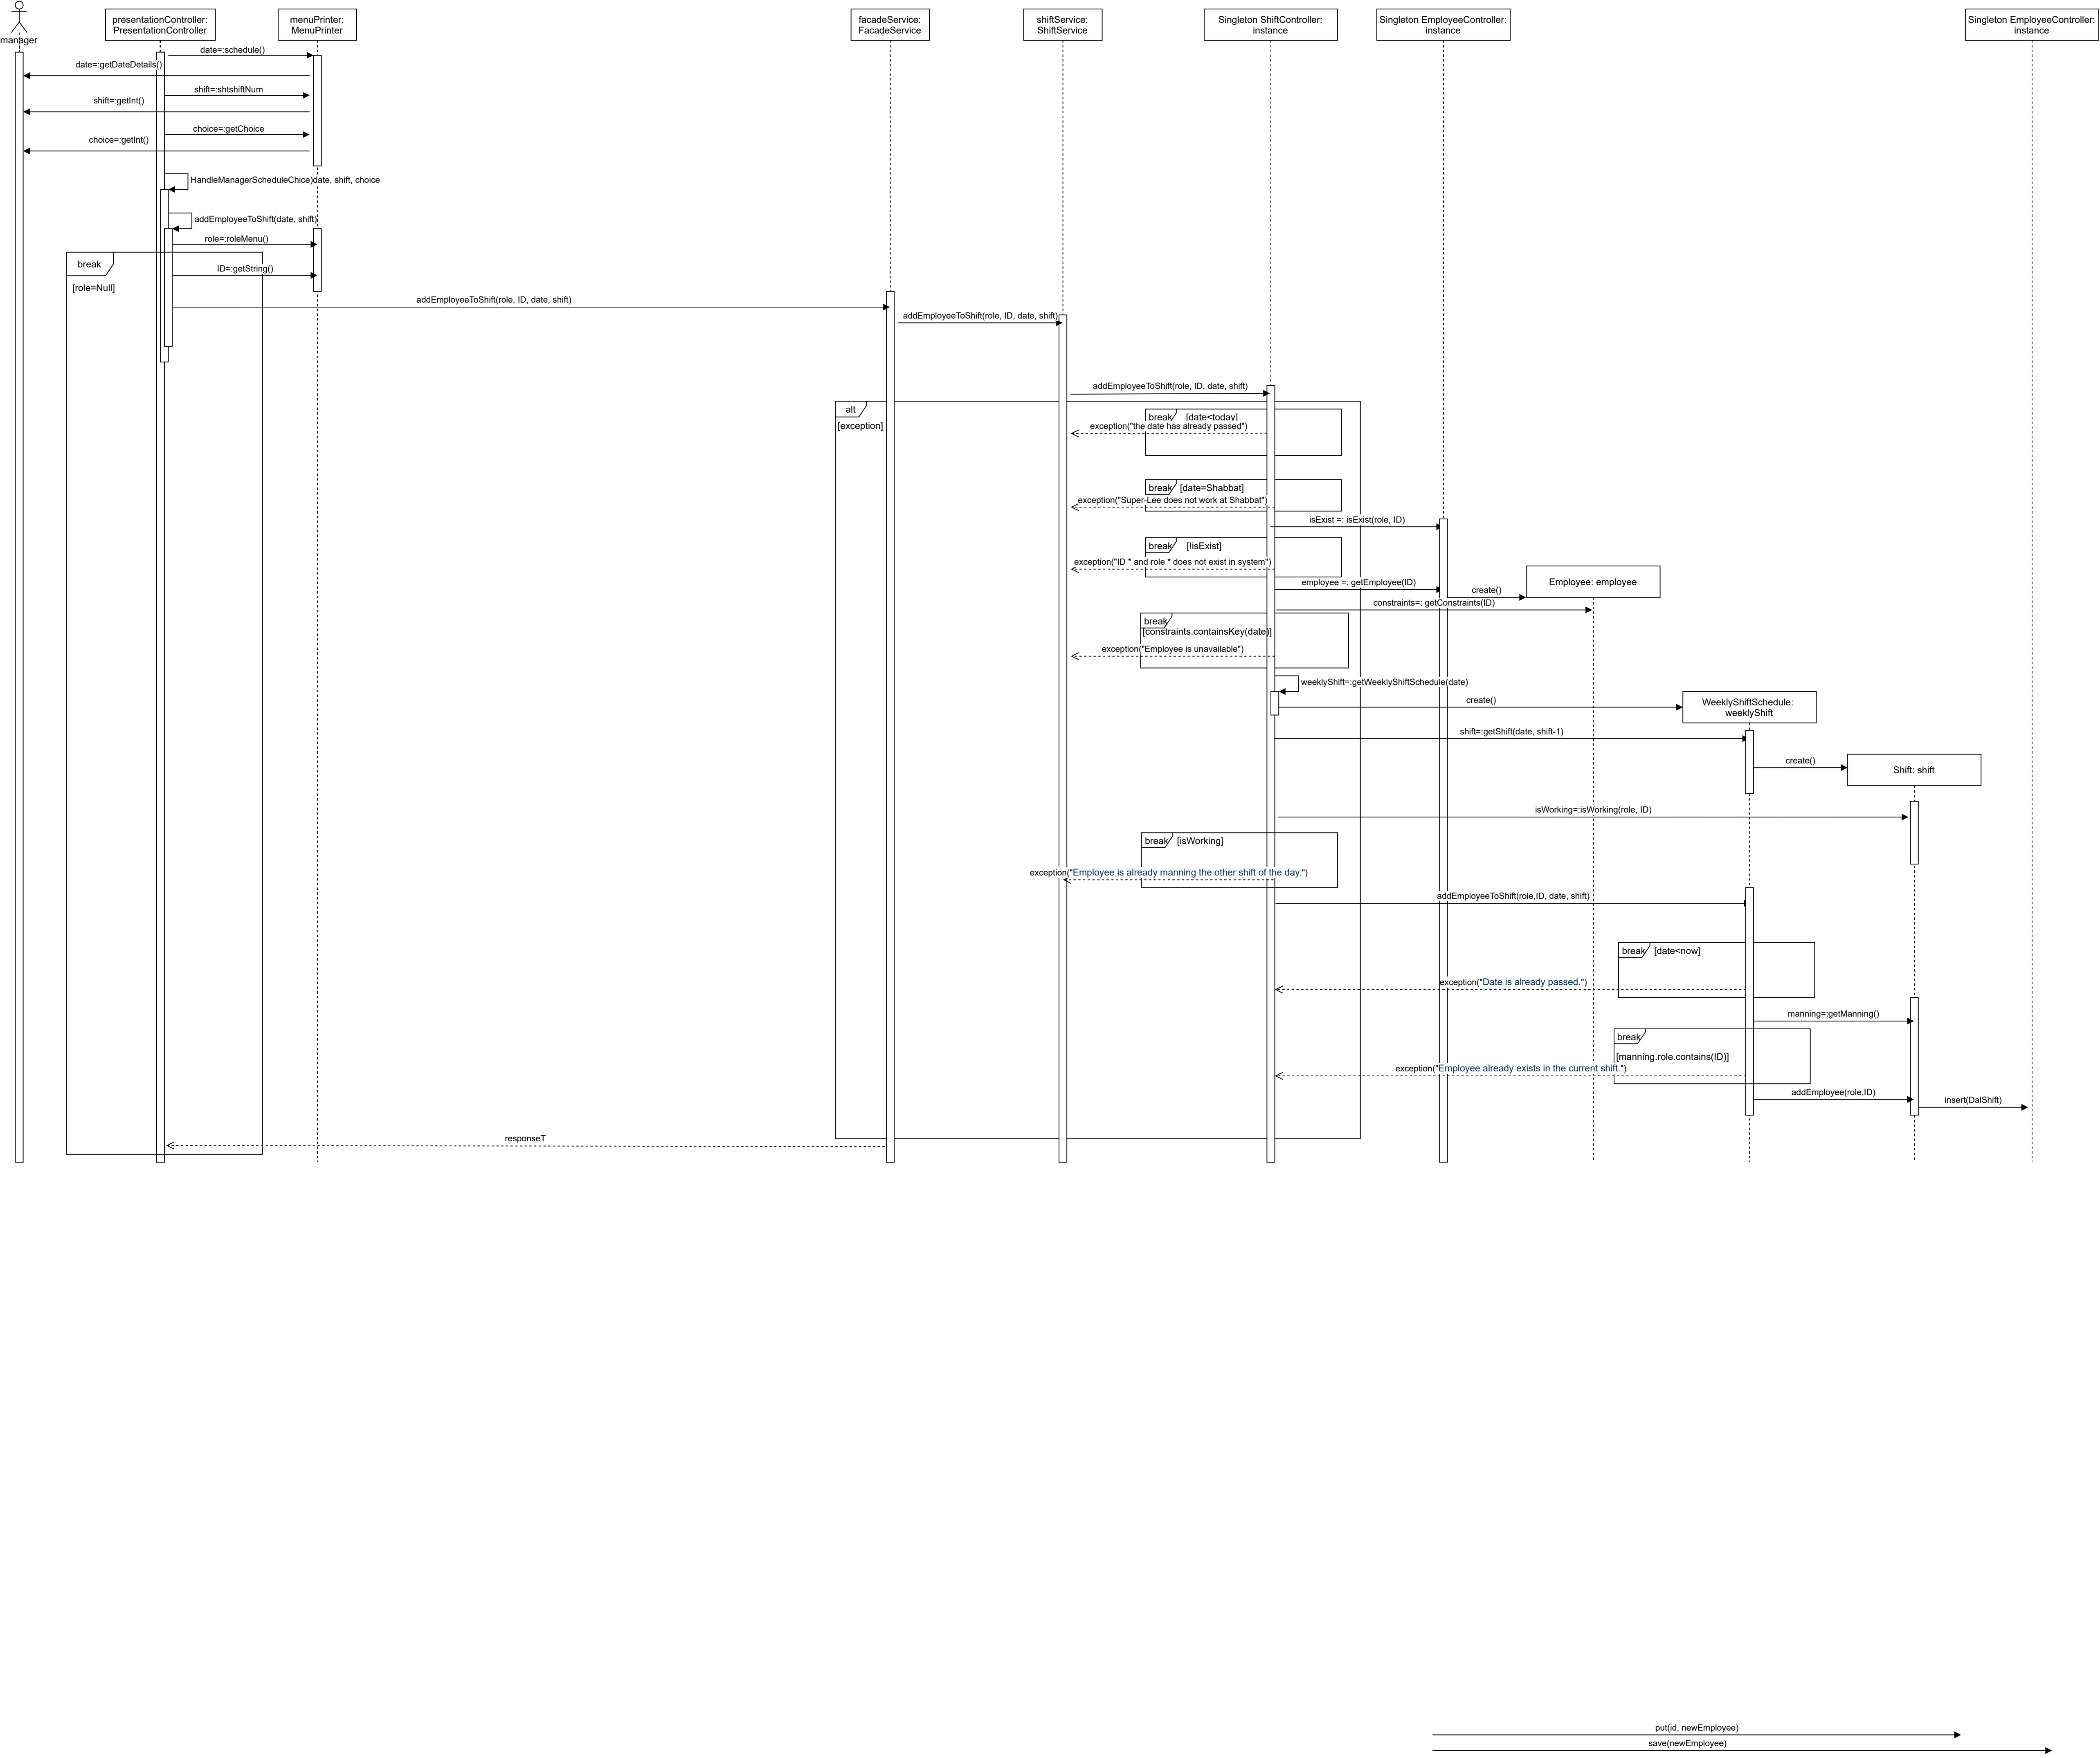 manager
presentationController:
PresentationController
menuPrinter:
MenuPrinter
facadeService:
FacadeService
shiftService:
ShiftService
Singleton ShiftController:
instance
Singleton EmployeeController:
instance
Singleton EmployeeController:
instance
date=:schedule()
date=:getDateDetails()
shift=:shtshiftNum
shift=:getInt()
choice=:getChoice
choice=:getInt()
HandleManagerScheduleChice)date, shift, choice
addEmployeeToShift(date, shift)
role=:roleMenu()
break
ID=:getString()
[role=Null]
addEmployeeToShift(role, ID, date, shift)
addEmployeeToShift(role, ID, date, shift)
addEmployeeToShift(role, ID, date, shift)
alt
[exception]
break [date<today]
exception("the date has already passed")
break [date=Shabbat]
exception("Super-Lee does not work at Shabbat")
isExist =: isExist(role, ID)
break [!isExist]
exception("ID * and role * does not exist in system")
employee =: getEmployee(ID)
create()
Employee: employee
constraints=: getConstraints(ID)
break
[constraints.containsKey(date)]
exception("Employee is unavailable")
weeklyShift=:getWeeklyShiftSchedule(date)
create()
WeeklyShiftSchedule:
weeklyShift
shift=:getShift(date, shift-1)
create()
Shift: shift
isWorking=:isWorking(role, ID)
break [isWorking]
exception("Employee is already manning the other shift of the day.")
addEmployeeToShift(role,ID, date, shift)
break [date<now]
exception("Date is already passed.")
manning=:getManning()
break
[manning.role.contains(ID)]
exception("Employee already exists in the current shift.")
addEmployee(role,ID)
insert(DalShift)
responseT
put(id, newEmployee)
save(newEmployee)